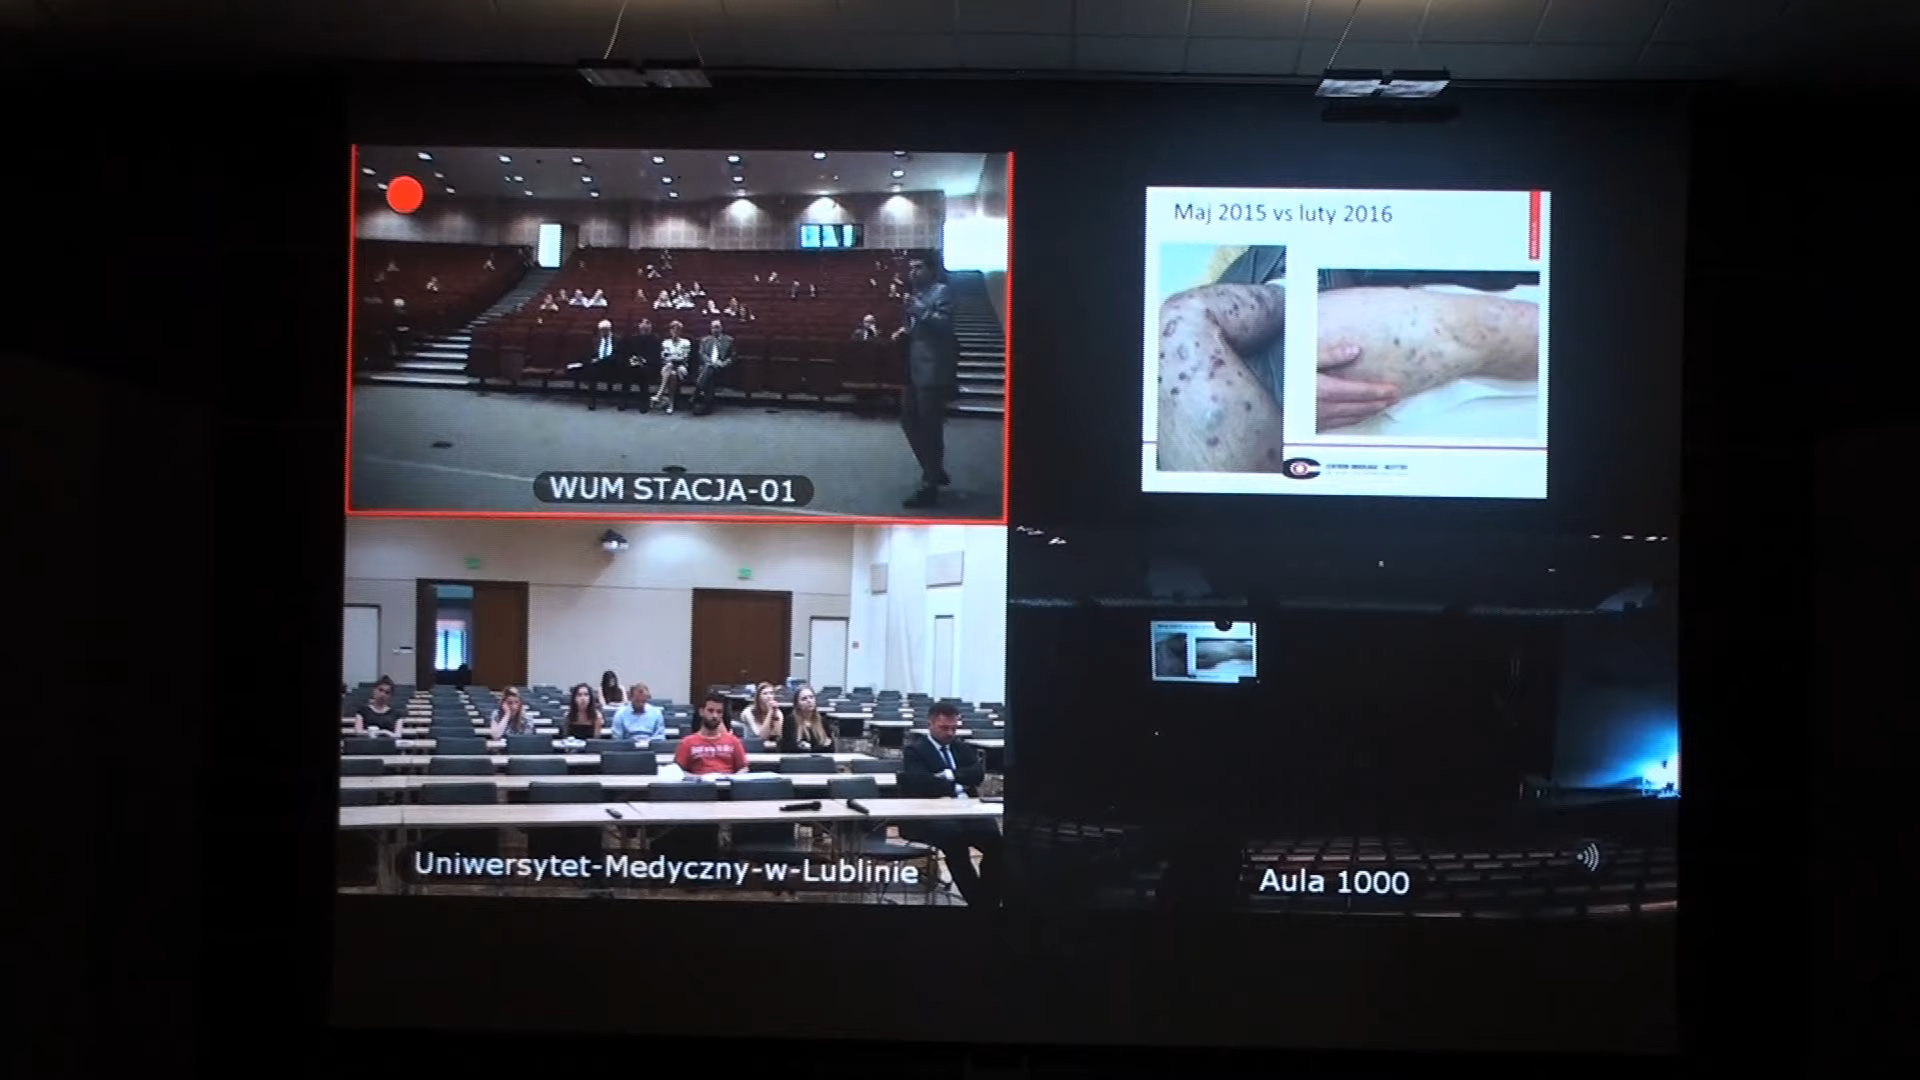 Maj 2015 vs luty 2016
WUM STACJA-01
Uniwersytet-Medyczny-w-Lublinie
Aula 1000